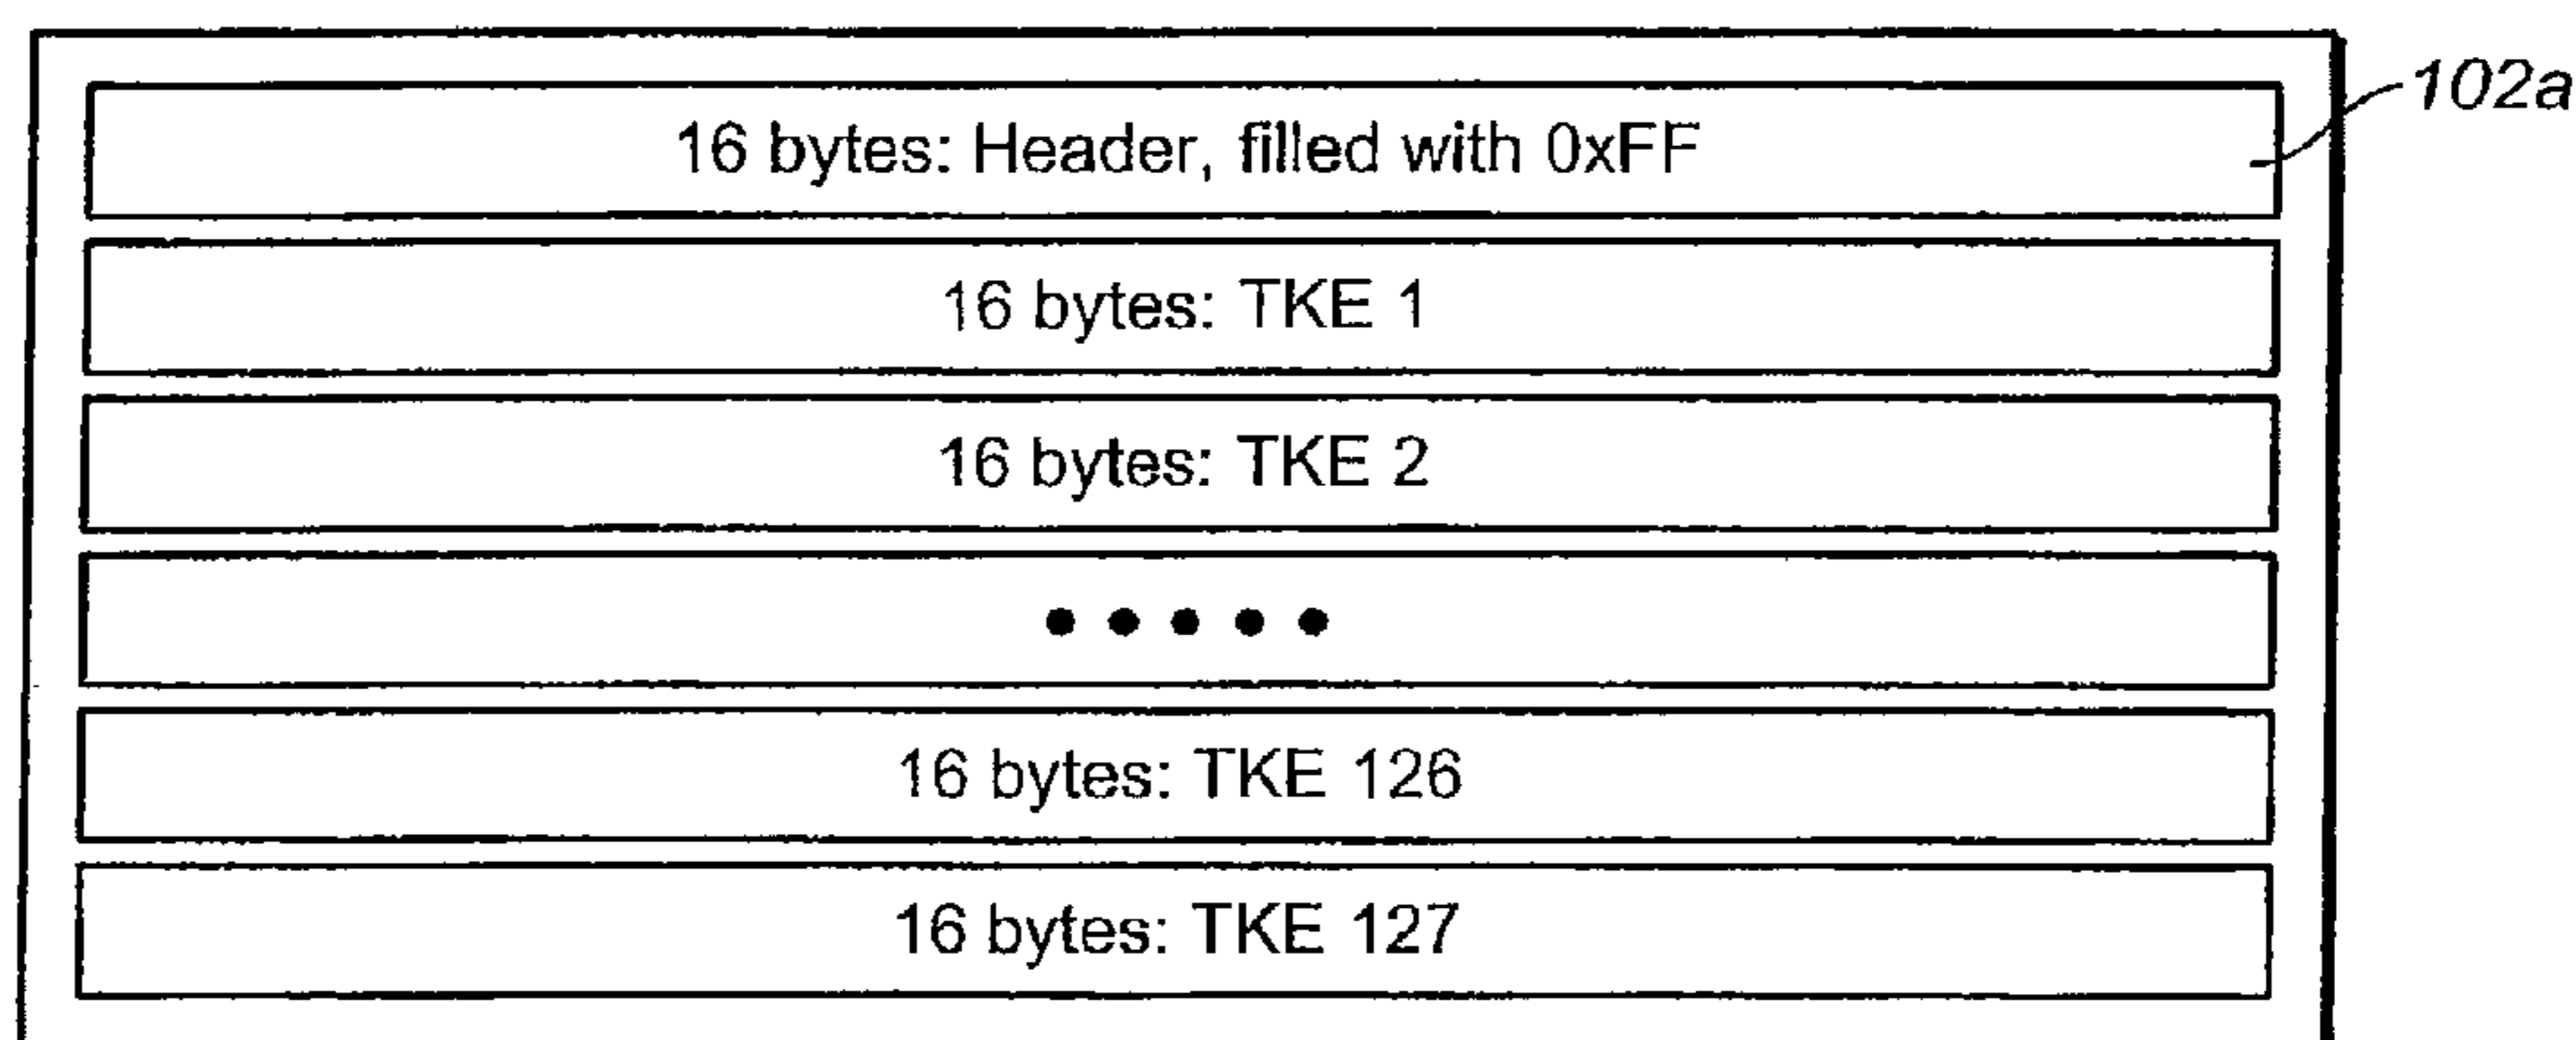 102a
16 bytes: Header, filled with 0xFF
16 bytes: TKE 1
16 bytes: TKE 2
•••••
16 bytes: TKE 126
16 bytes: TKE 127